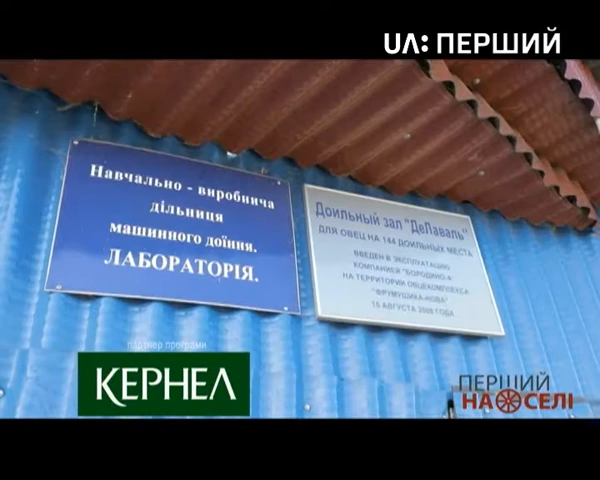 UA: ПЕРШИЙ
Навчально - виробнича
дільниця
машинного доїння.
ЛАБОРАТОРІЯ.
Доильный зал "ДеЛаваль"
ДЛЯ ОВЕЦ НА 144 ДОИЛЬНЫХ МЕСТА
ВВЕДЕН В ЭКСПЛУАТАЦИЮ
КОМПАНИЕЙ "БОРОДИНО-А"
НА ТЕРРИТОРИИ ОВЦЕКОМПЛЕКСА
"ФРУМУШИКА-НОВА"
15 АВГУСТА 2008 ГОДА
партнер програми
КЕРНЕЛ
ПЕРШИЙ
НА СЕЛІ